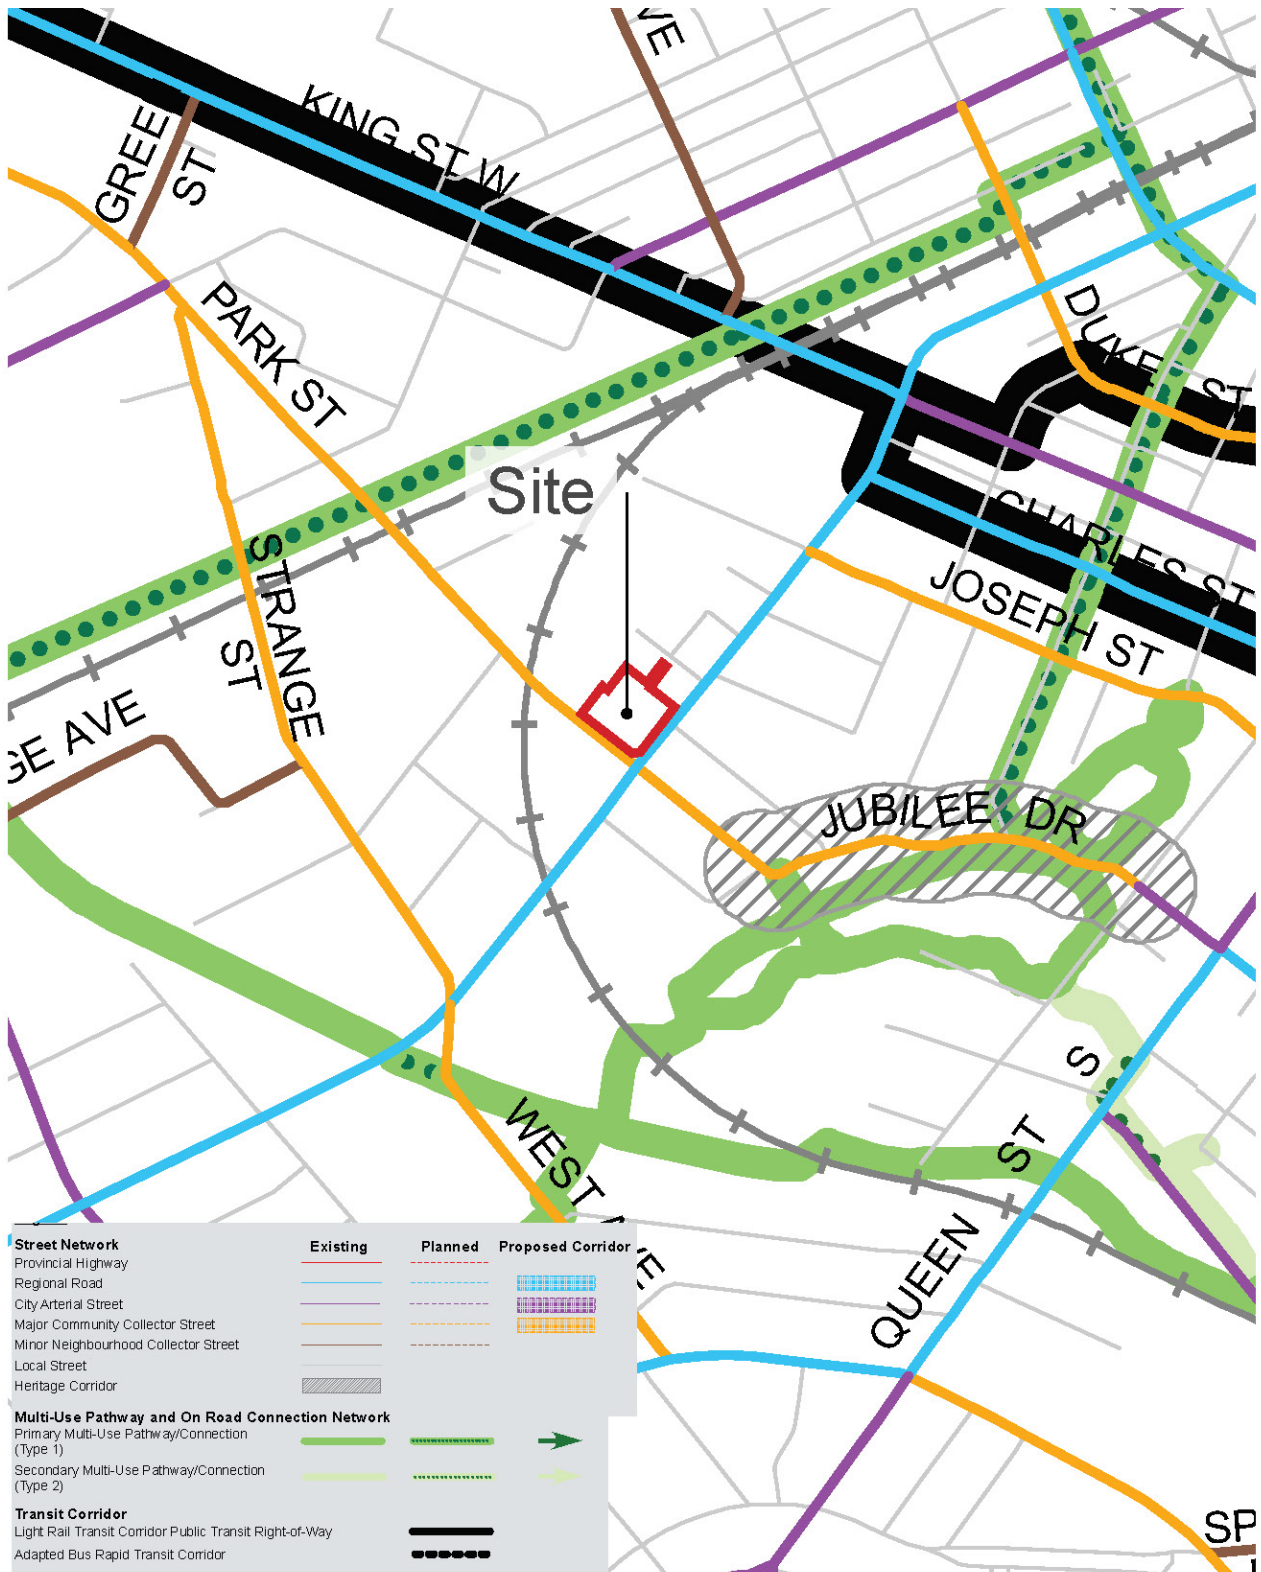 VE
KING ST W
GREE
ST
PARK ST
DUKE ST
Site
CHARLES ST
STRANGE
ST
JOSEPH ST
GE AVE
JUBILEE DR
S
ST
QUEEN
WEST AVE
SP
Street Network Existing Planned Proposed Corridor
Provincial Highway
Regional Road
City Arterial Street
Major Community Collector Street
Minor Neighbourhood Collector Street
Local Street
Heritage Corridor
Multi-Use Pathway and On Road Connection Network
Primary Multi-Use Pathway/Connection
(Type 1)
Secondary Multi-Use Pathway/Connection
(Type 2)
Transit Corridor
Light Rail Transit Corridor Public Transit Right-of-Way
Adapted Bus Rapid Transit Corridor